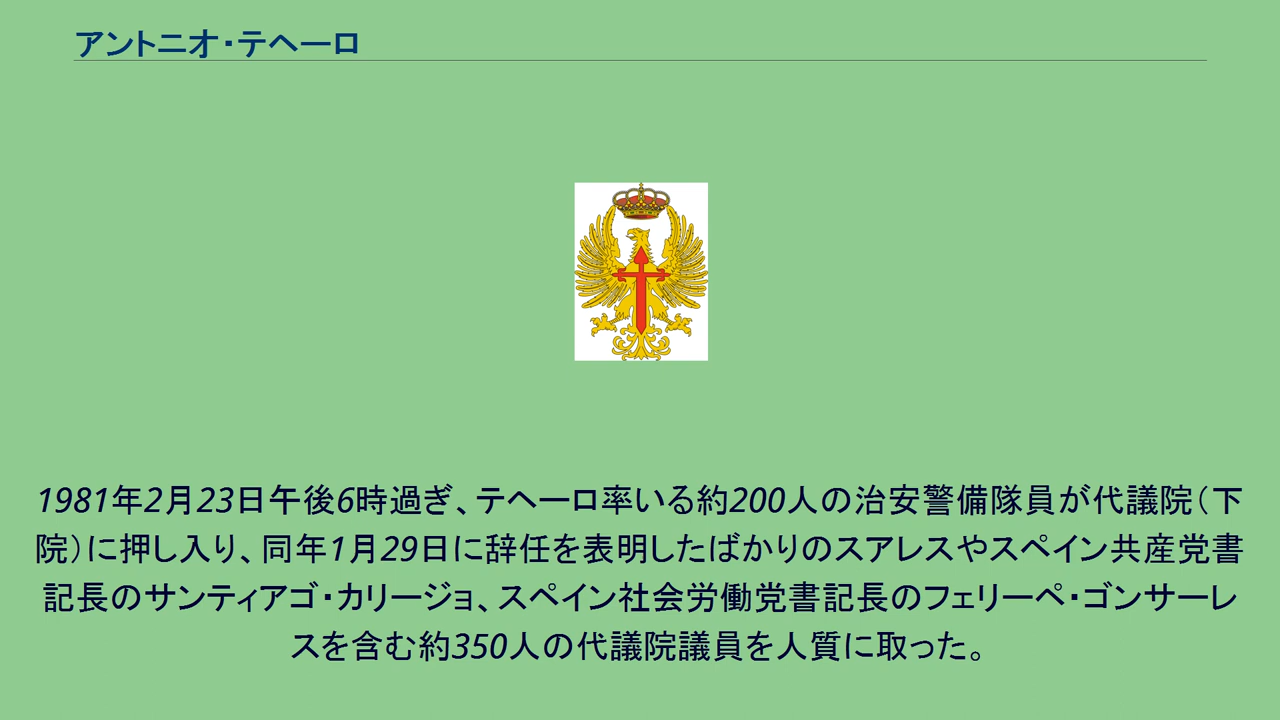 アントニオ・テヘーロ
1981年2月23日午後6時過ぎ、テヘーロ率いる約200人の治安警備隊員が代議院（下
院）に押し入り、同年1月29日に辞任を表明したばかりのスアレスやスペイン共産党書
記長のサンティアゴ・カリージョ、スペイン社会労働党書記長のフェリーペ・ゴンサーレ
スを含む約350人の代議院議員を人質に取った。